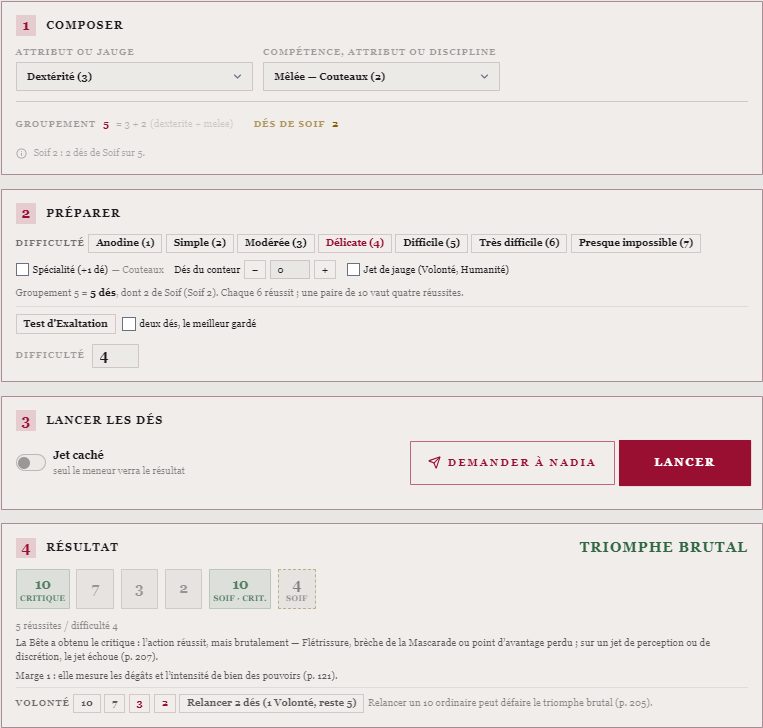 1 COMPOSER
ATTRIBUT OU JAUGE COMPÉTENCE, ATTRIBUT OU DISCIPLINE
Dextérité (3) Mêlée — Couteaux (2)
GROUPEMENT 5 = 3 + 2 (dexterite + melee) DÉS DE SOIF 2
Soif 2 : 2 dés de Soif sur 5.
2 PRÉPARER
DIFFICULTÉ Anodine (1) Simple (2) Modérée (3) Délicate (4) Difficile (5) Très difficile (6) Presque impossible (7)
Spécialité (+1 dé) — Couteaux Dés du conteur − 0 + Jet de jauge (Volonté, Humanité)
Groupement 5 = 5 dés, dont 2 de Soif (Soif 2). Chaque 6 réussit ; une paire de 10 vaut quatre réussites.
Test d'Exaltation deux dés, le meilleur gardé
DIFFICULTÉ 4
3 LANCER LES DÉS
Jet caché
seul le meneur verra le résultat
DEMANDER À NADIA LANCER
4 RÉSULTAT TRIOMPHE BRUTAL
10 7 3 2 10 4
CRITIQUE SOIF · CRIT. SOIF
5 réussites / difficulté 4
La Bête a obtenu le critique : l'action réussit, mais brutalement — Flétrissure, brèche de la Mascarade ou point d'avantage perdu ; sur un jet de perception ou de
discrétion, le jet échoue (p. 207).
Marge 1 : elle mesure les dégâts et l'intensité de bien des pouvoirs (p. 121).
VOLONTÉ 10 7 3 2 Relancer 2 dés (1 Volonté, reste 5) Relancer un 10 ordinaire peut défaire le triomphe brutal (p. 205).